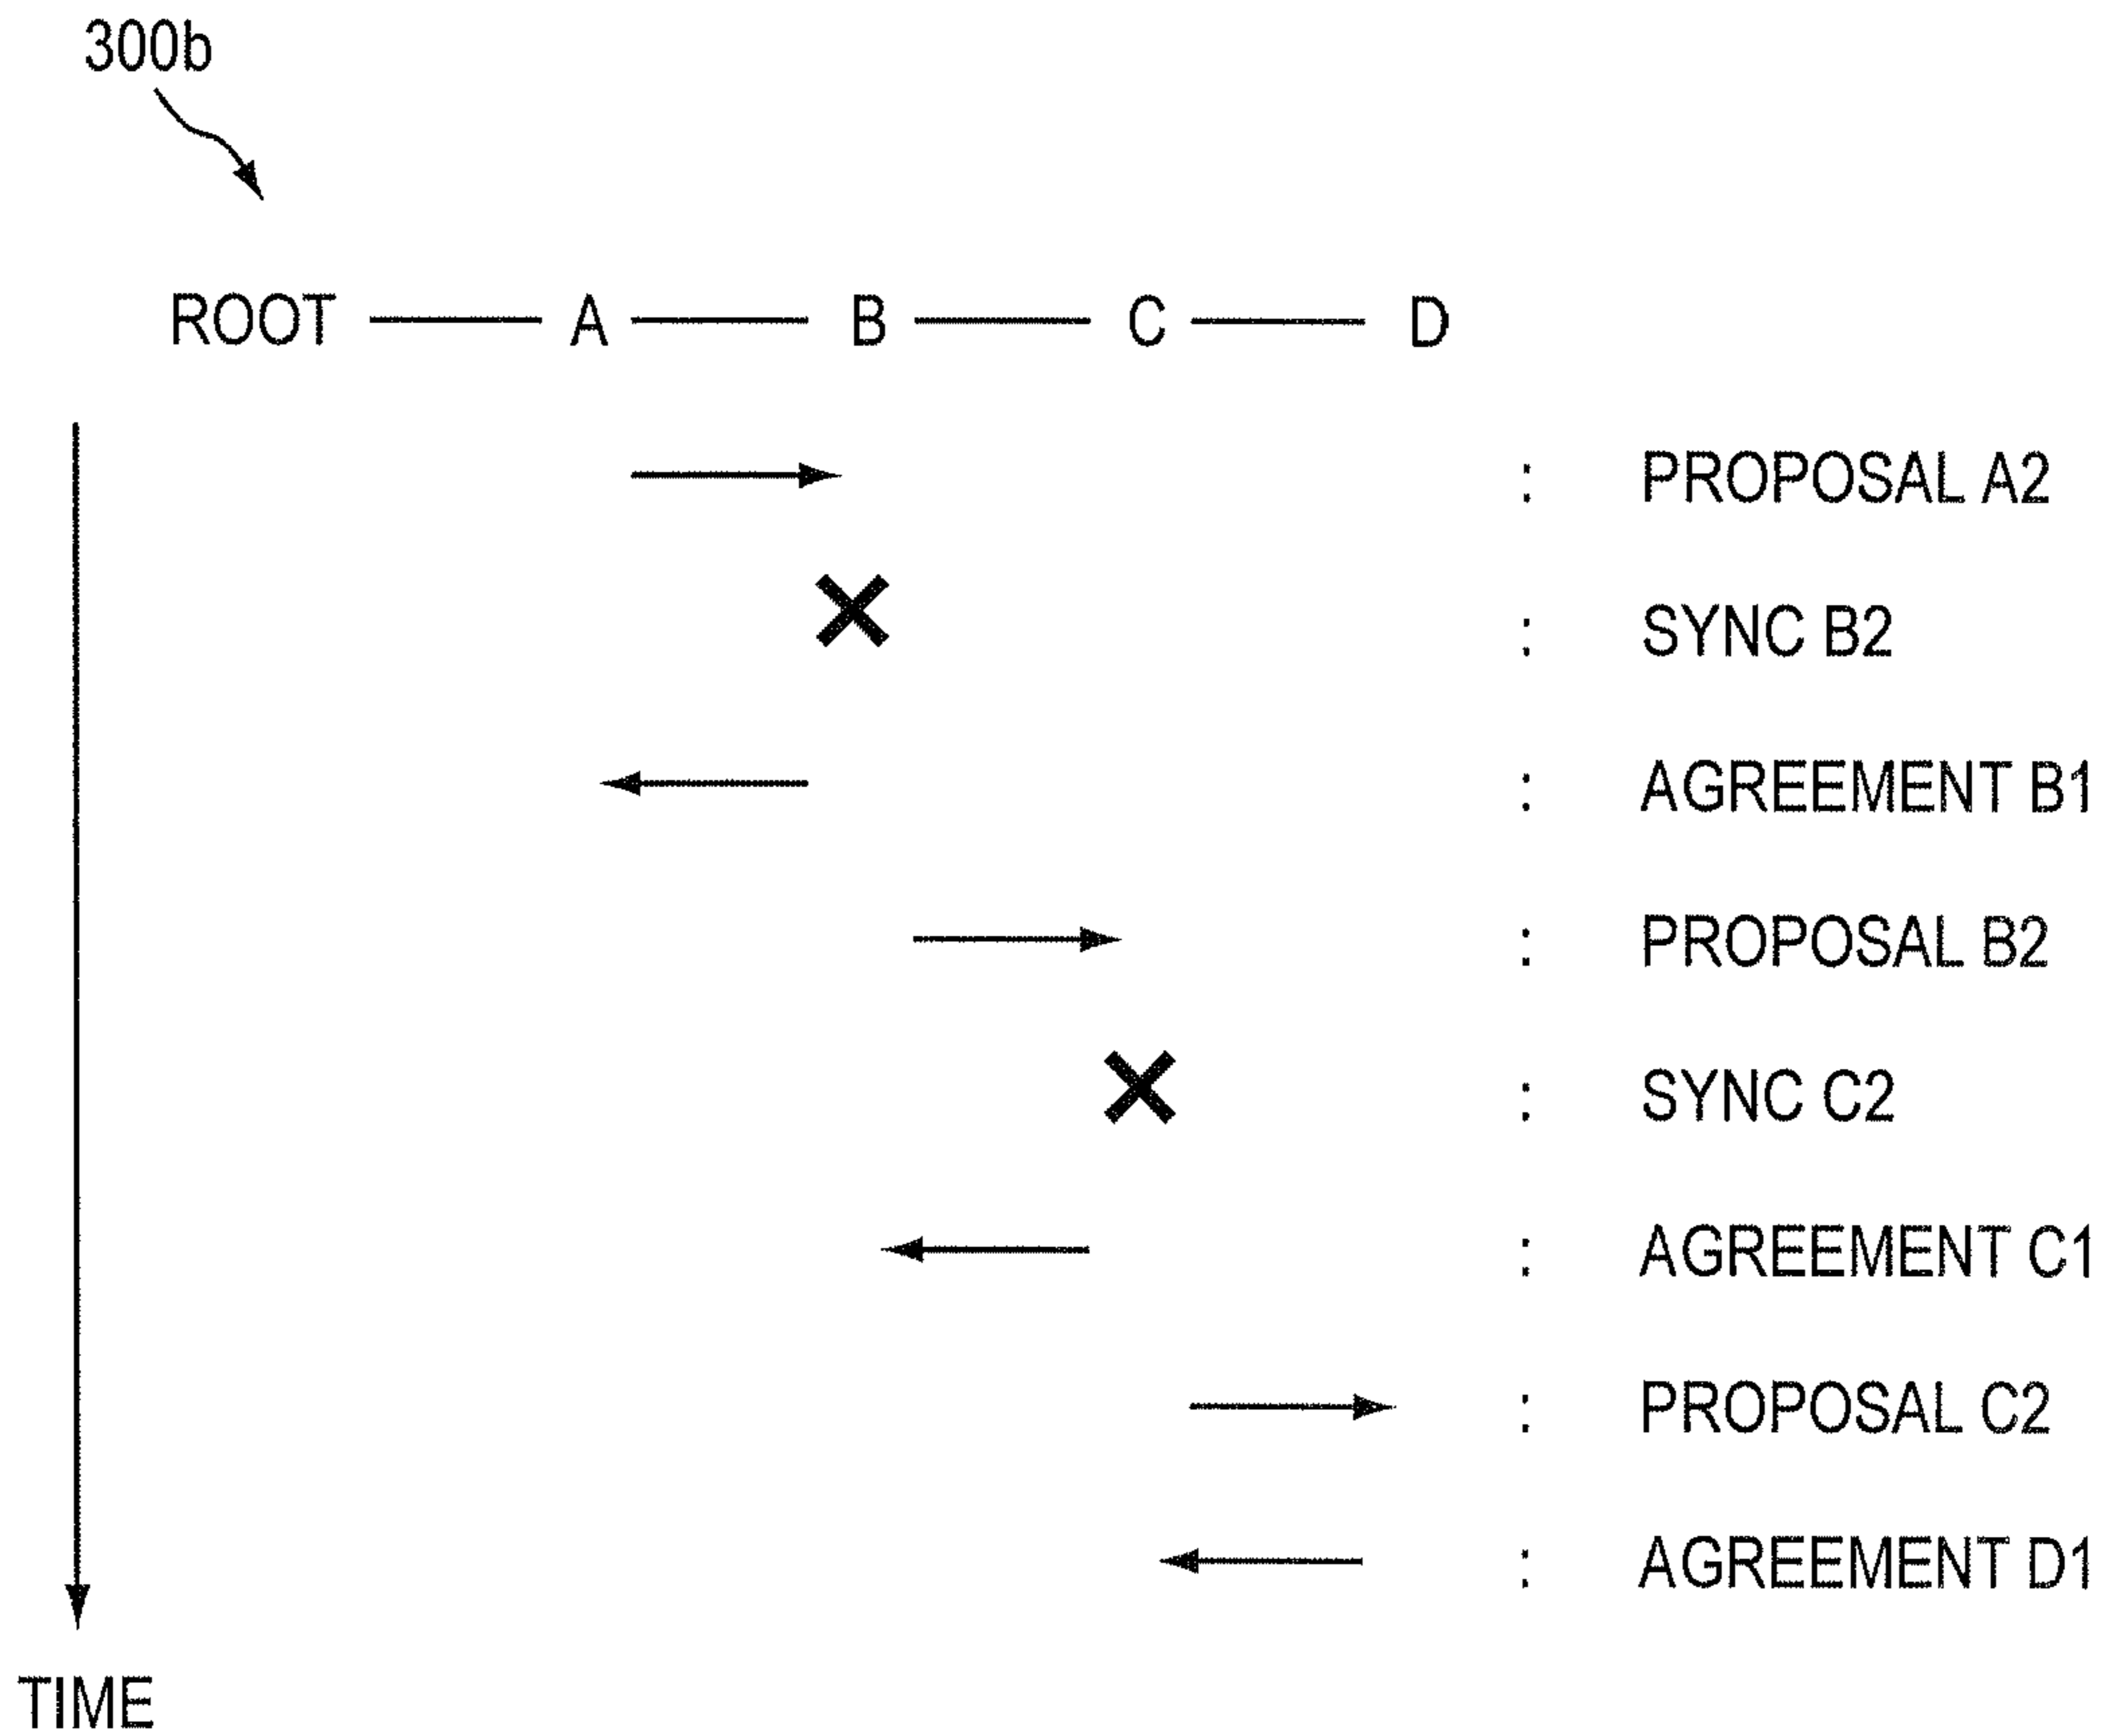 300b
ROOT A B C D
: PROPOSAL A2
: SYNC B2
: AGREEMENT B1
: PROPOSAL B2
: SYNC C2
: AGREEMENT C1
: PROPOSAL C2
: AGREEMENT D1
TIME